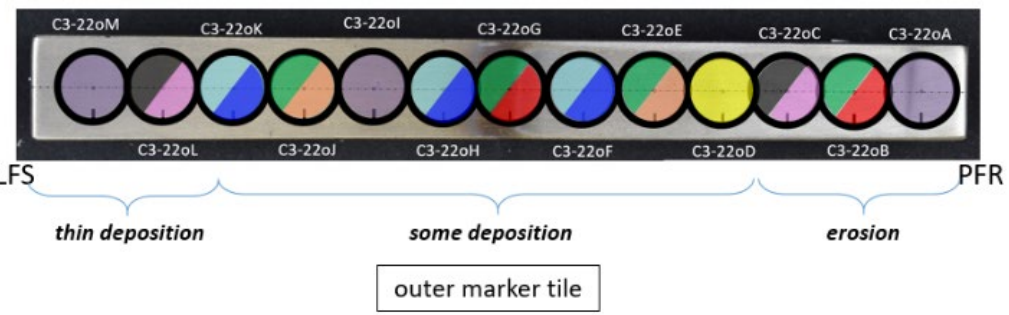 C3-22oM C3-22oK C3-22oI C3-22oG C3-22oE C3-22oC C3-22oA
C3-22oL C3-22oJ C3-22oH C3-22oF C3-22oD C3-22oB
LFS PFR
thin deposition some deposition erosion
outer marker tile